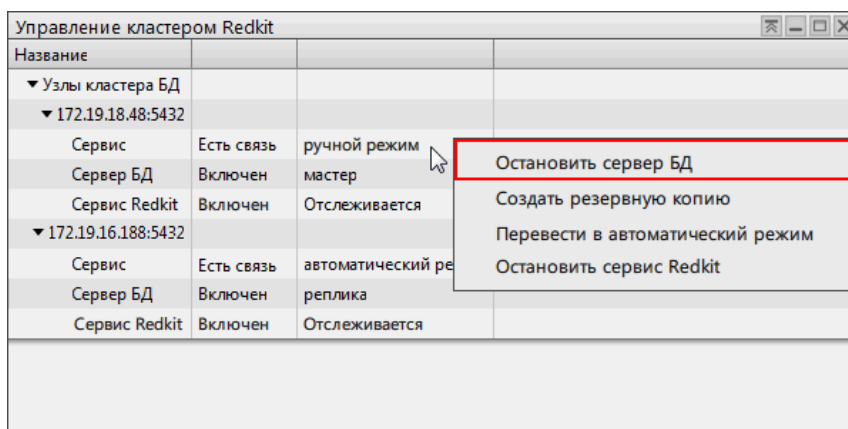 Управление кластером Redkit
Название
Узлы кластера БД
172.19.18.48:5432
Сервис Есть связь ручной режим
Сервер БД Включен мастер
Сервис Redkit Включен Отслеживается
172.19.16.188:5432
Сервис Есть связь автоматический ре
Сервер БД Включен реплика
Сервис Redkit Включен Отслеживается
Остановить сервер БД
Создать резервную копию
Перевести в автоматический режим
Остановить сервис Redkit